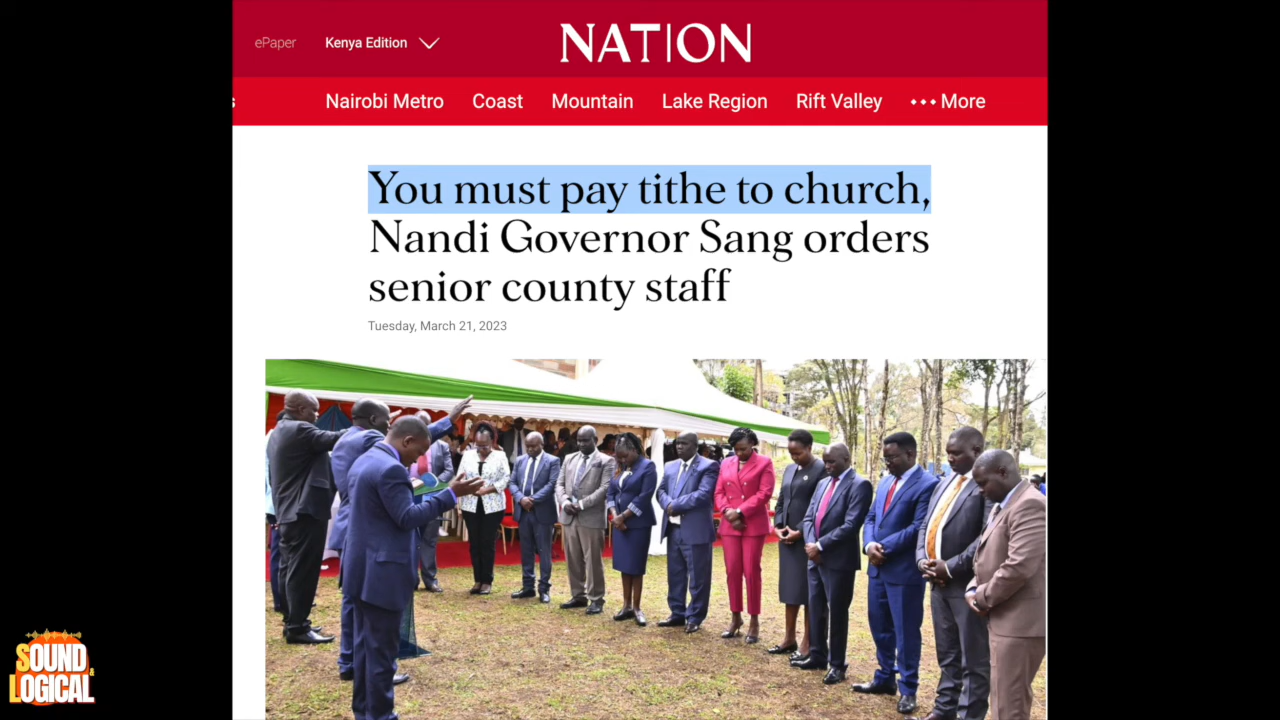 ePaper
Kenya Edition
NATION
Nairobi Metro Coast Mountain Lake Region Rift Valley ••• More
You must pay tithe to church,
Nandi Governor Sang orders
senior county staff
Tuesday, March 21, 2023
SOUND
&
LOGICAL